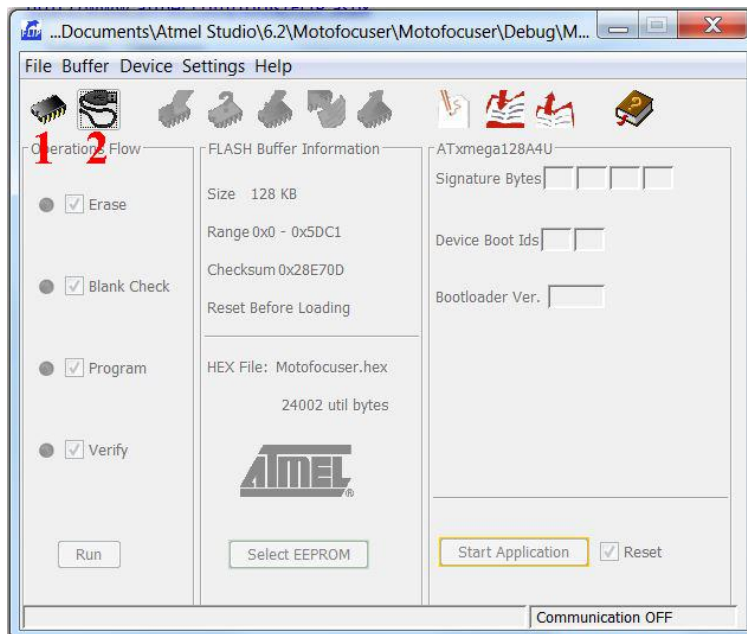 ...Documents\Atmel Studio\6.2\Motofocuser\Motofocuser\Debug\M...
File Buffer Device Settings Help
1 2
Operations Flow
Erase
Blank Check
Program
Verify
Run
FLASH Buffer Information
Size 128 KB
Range 0x0 - 0x5DC1
Checksum 0x28E70D
Reset Before Loading
HEX File: Motofocuser.hex
24002 util bytes
ATMEL
Select EEPROM
ATxmega128A4U
Signature Bytes
Device Boot Ids
Bootloader Ver.
Start Application
Reset
Communication OFF